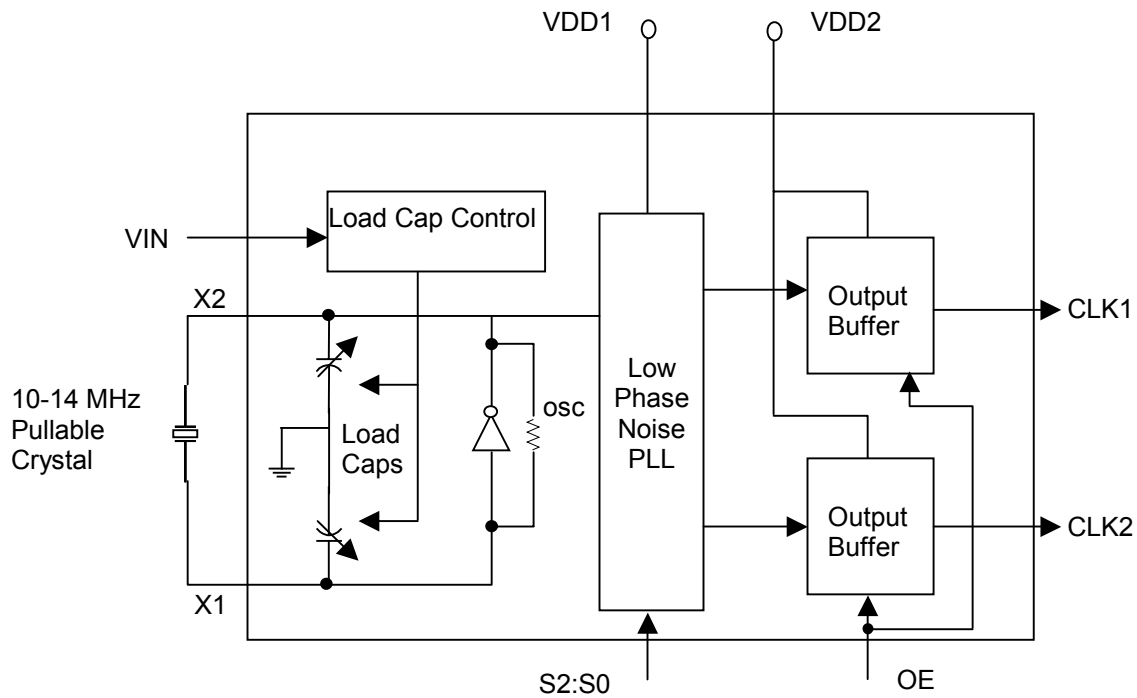 VDD1
VDD2
Load Cap Control
VIN
X2
Output
Buffer
CLK1
10-14 MHz
Pullable
Crystal
osc
Low
Phase
Noise
PLL
Load
Caps
Output
Buffer
CLK2
X1
S2:S0
OE